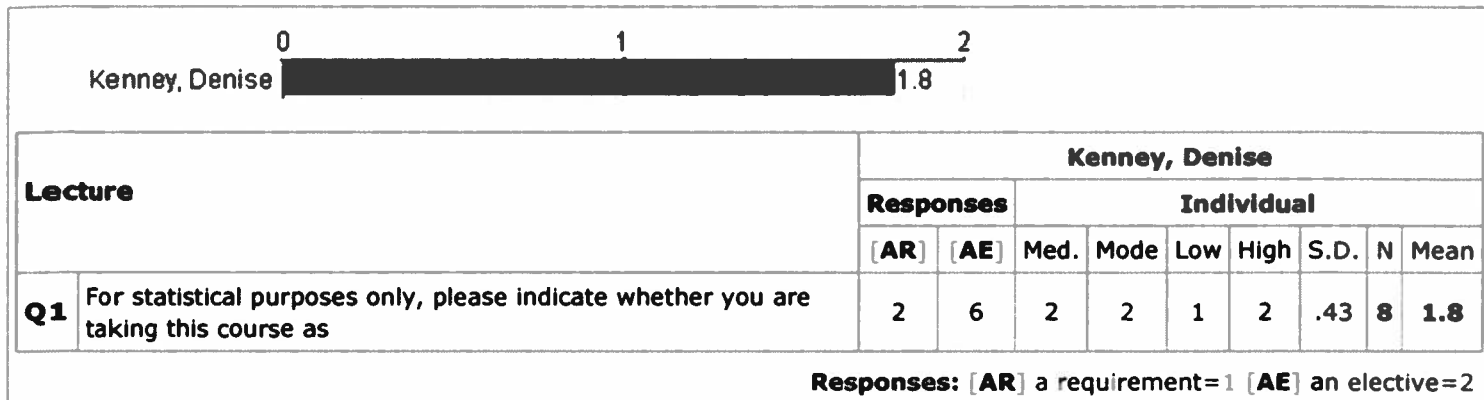 0 1 2
Kenney, Denise 1.8
Lecture
Kenney, Denise
Responses Individual
[AR] [AE] Med. Mode Low High S.D. N Mean
Q1 For statistical purposes only, please indicate whether you are
taking this course as 2 6 2 2 1 2 .43 8 1.8
Responses: [AR] a requirement=1 [AE] an elective=2